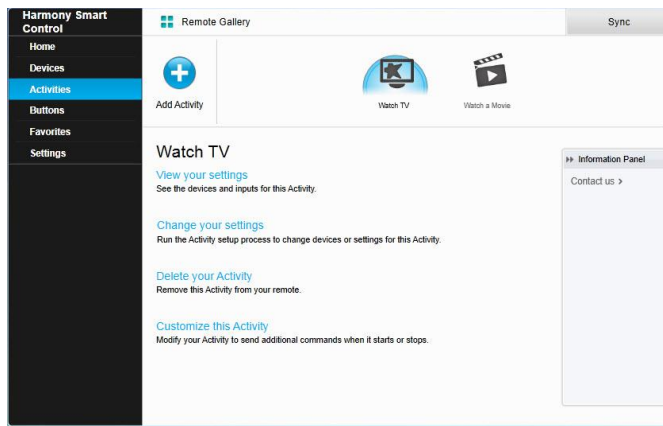 Harmony Smart
Control
Remote Gallery
Sync
Home
Devices
Activities
Buttons
Favorites
Settings
Add Activity
Watch TV
Watch a Movie
Watch TV
View your settings
See the devices and inputs for this Activity.
Change your settings
Run the Activity setup process to change devices or settings for this Activity.
Delete your Activity
Remove this Activity from your remote.
Customize this Activity
Modify your Activity to send additional commands when it starts or stops.
Information Panel
Contact us >